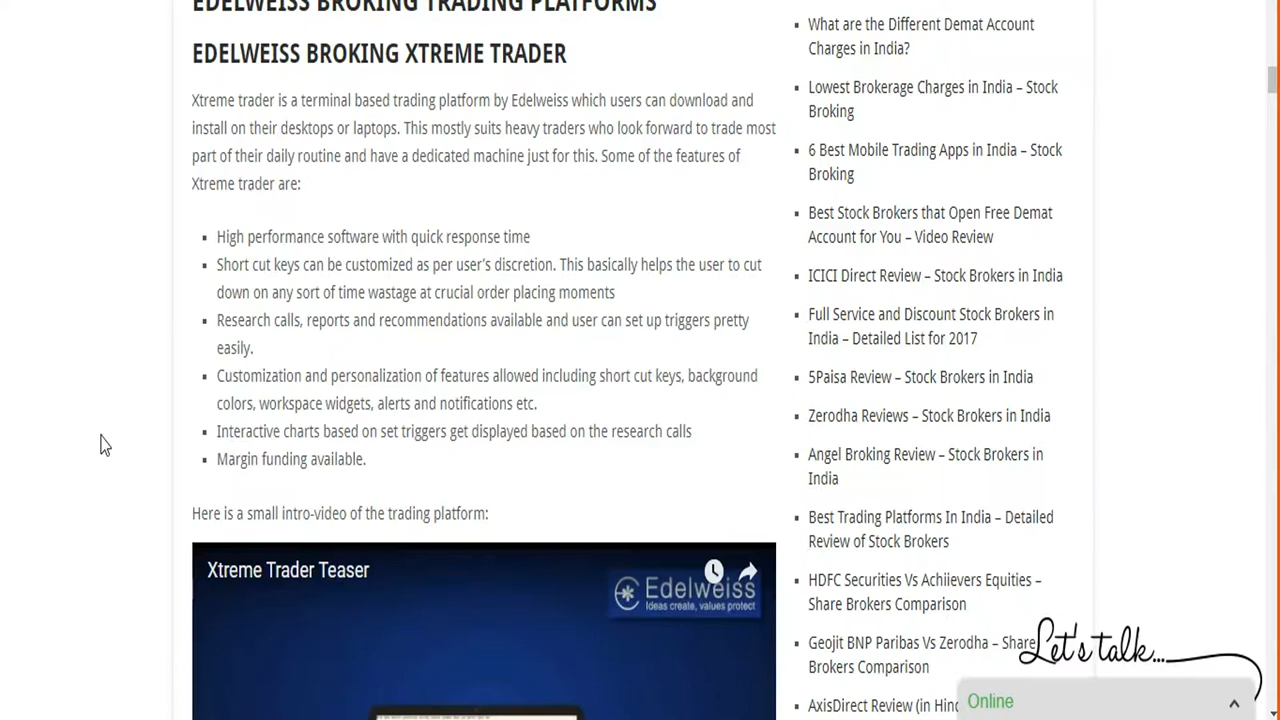 EDELWEISS BROKING TRADING PLATFORMS
EDELWEISS BROKING XTREME TRADER
Xtreme trader is a terminal based trading platform by Edelweiss which users can download and
install on their desktops or laptops. This mostly suits heavy traders who look forward to trade most
part of their daily routine and have a dedicated machine just for this. Some of the features of
Xtreme trader are:
▪ High performance software with quick response time
▪ Short cut keys can be customized as per user's discretion. This basically helps the user to cut
down on any sort of time wastage at crucial order placing moments
▪ Research calls, reports and recommendations available and user can set up triggers pretty
easily.
▪ Customization and personalization of features allowed including short cut keys, background
colors, workspace widgets, alerts and notifications etc.
▪ Interactive charts based on set triggers get displayed based on the research calls
▪ Margin funding available.
Here is a small intro-video of the trading platform:
Xtreme Trader Teaser
Edelweiss
Ideas create, values protect
▪ What are the Different Demat Account
Charges in India?
▪ Lowest Brokerage Charges in India – Stock
Broking
▪ 6 Best Mobile Trading Apps in India – Stock
Broking
▪ Best Stock Brokers that Open Free Demat
Account for You – Video Review
▪ ICICI Direct Review – Stock Brokers in India
▪ Full Service and Discount Stock Brokers in
India – Detailed List for 2017
▪ 5Paisa Review – Stock Brokers in India
▪ Zerodha Reviews – Stock Brokers in India
▪ Angel Broking Review – Stock Brokers in
India
▪ Best Trading Platforms In India – Detailed
Review of Stock Brokers
▪ HDFC Securities Vs Achiievers Equities –
Share Brokers Comparison
▪ Geojit BNP Paribas Vs Zerodha – Share
Brokers Comparison
▪ AxisDirect Review (in Hin
Let's talk...
Online